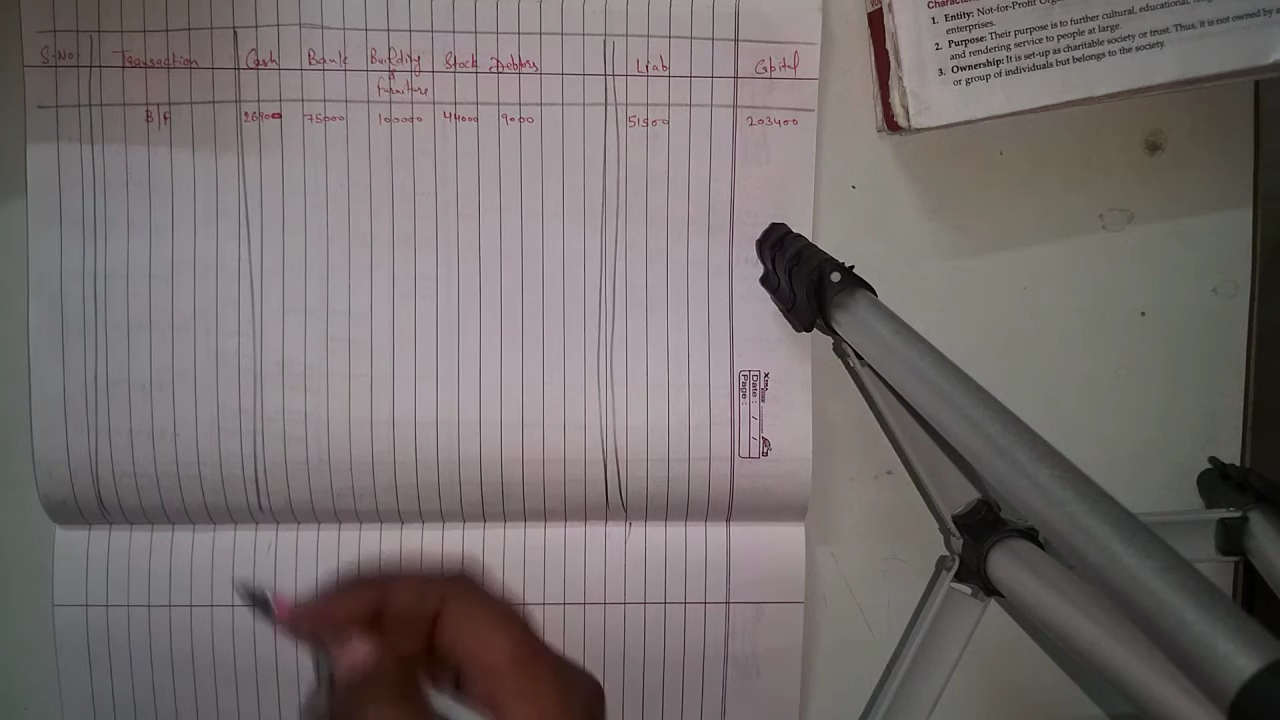 S.No. Transaction Cash Bank Building & furniture Stock Debtors Liab Capital
B/F 26900 75000 100000 44000 9000 51500 203400
1. Entity: Not-for-Profit
enterprises.
2. Purpose: Their purpose is to further cultural, educational,
and rendering service to people at large.
3. Ownership: It is set-up as charitable society or trust. Thus, it is not owned by
or group of individuals but belongs to the society.
Date: / /
Page: